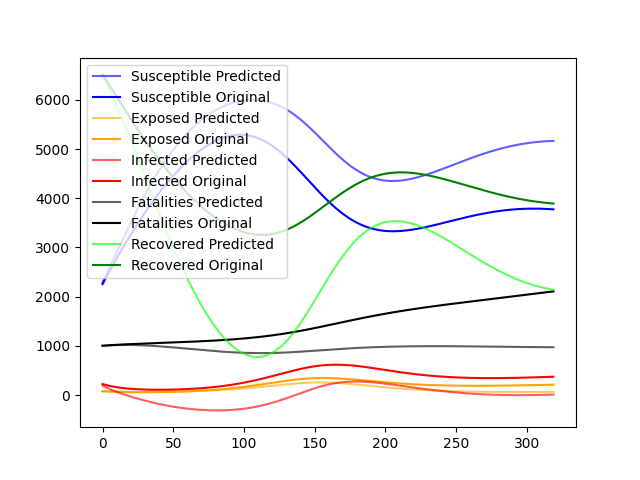 Susceptible Predicted
Susceptible Original
Exposed Predicted
Exposed Original
Infected Predicted
Infected Original
Fatalities Predicted
Fatalities Original
Recovered Predicted
Recovered Original
6000
5000
4000
3000
2000
1000
0
0 50 100 150 200 250 300